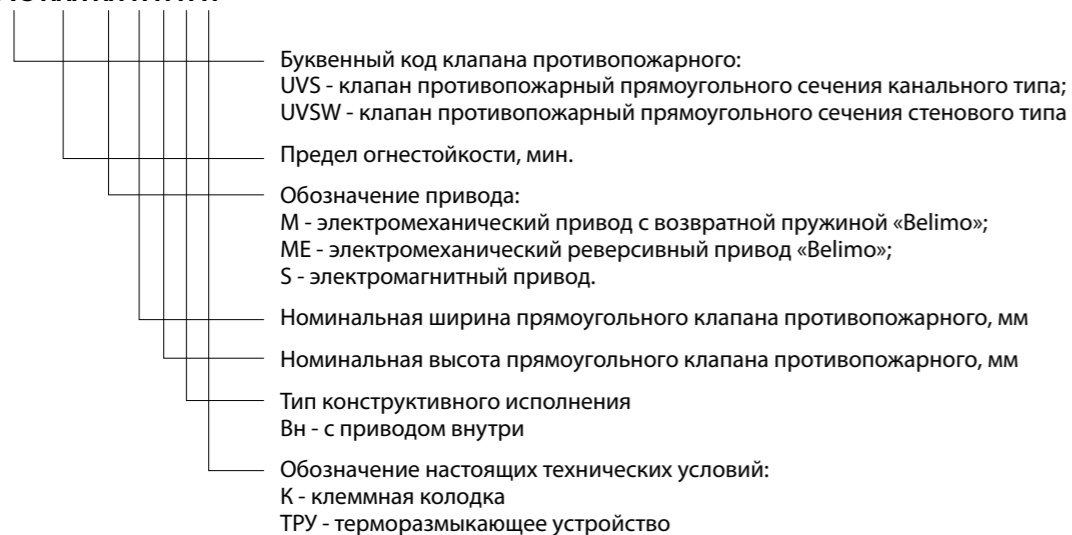 Буквенный код клапана противопожарного:
UVS - клапан противопожарный прямоугольного сечения канального типа;
UVSW - клапан противопожарный прямоугольного сечения стенового типа
Предел огнестойкости, мин.
Обозначение привода:
М - электромеханический привод с возвратной пружиной «Belimo»;
МЕ - электромеханический реверсивный привод «Belimo»;
S - электромагнитный привод.
Номинальная ширина прямоугольного клапана противопожарного, мм
Номинальная высота прямоугольного клапана противопожарного, мм
Тип конструктивного исполнения
Вн - с приводом внутри
Обозначение настоящих технических условий:
К - клеммная колодка
ТРУ - терморазмыкающее устройство